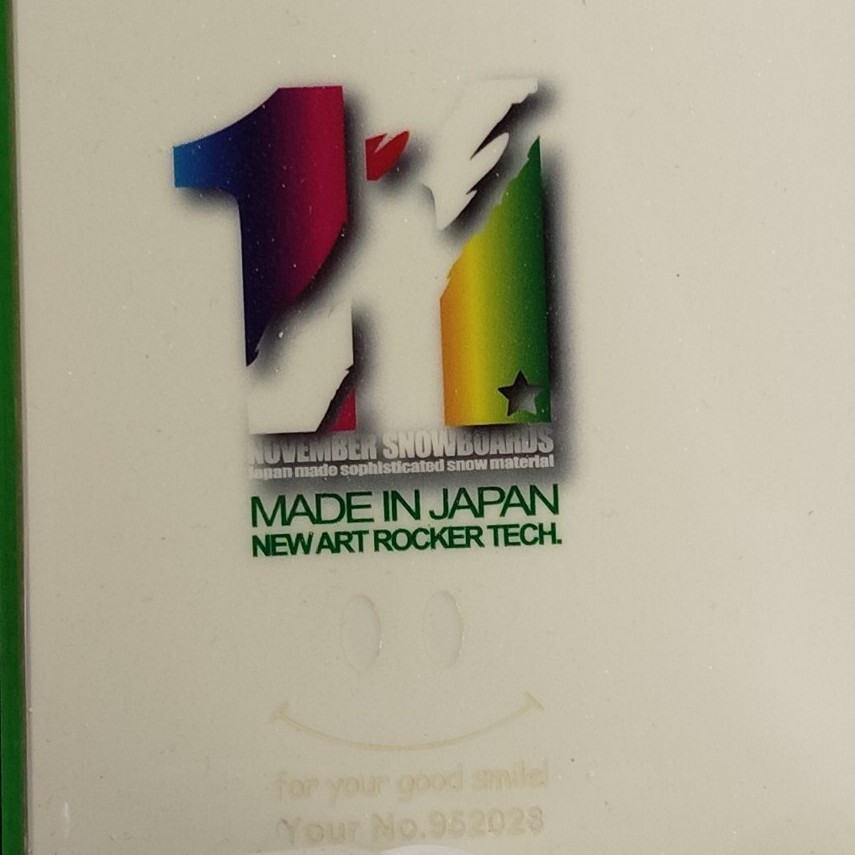 11
NOVEMBER SNOWBOARDS
Japan made sophisticated snow material
MADE IN JAPAN
NEW ART ROCKER TECH.
for your good smile!
Your No.952028